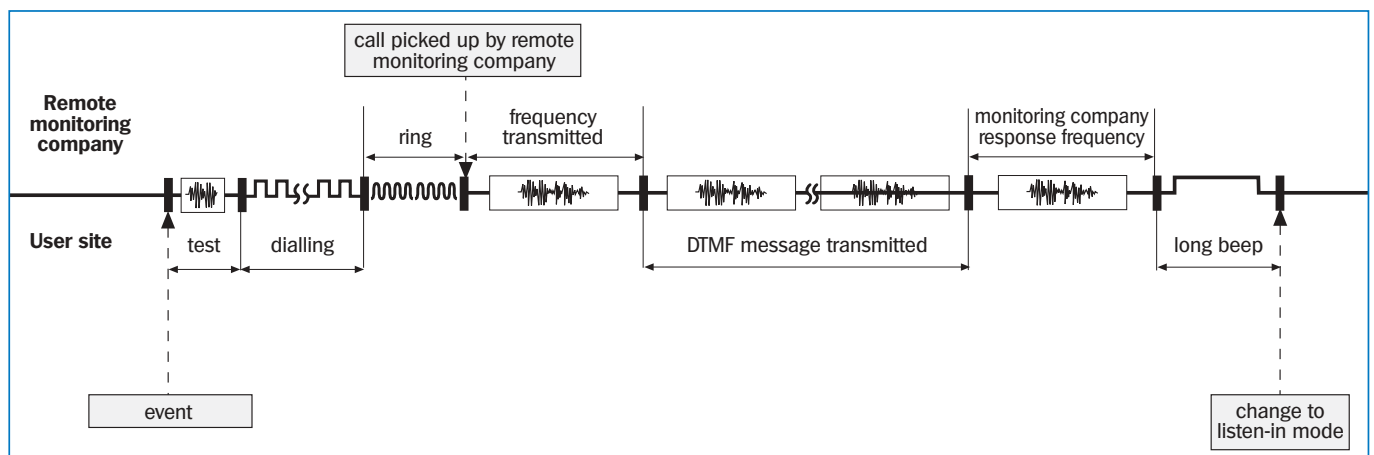 call picked up by remote
monitoring company
Remote
monitoring
company
ring
frequency
transmitted
monitoring company
response frequency
User site
test
dialling
DTMF message transmitted
long beep
event
change to
listen-in mode